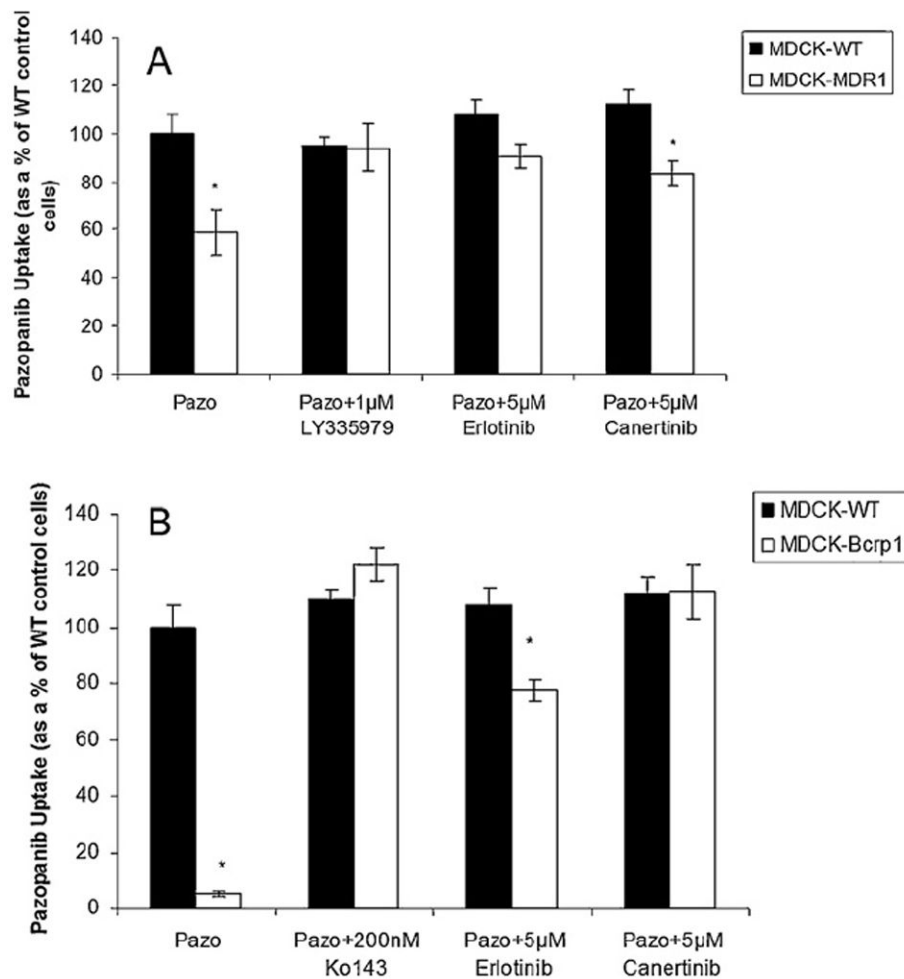 A
MDCK-WT
MDCK-MDR1
Pazopanib Uptake (as a % of WT control
cells)
140
120
100
80
60
40
20
0
*
*
Pazo
Pazo+1µM
LY335979
Pazo+5µM
Erlotinib
Pazo+5µM
Canertinib
B
MDCK-WT
MDCK-Bcrp1
Pazopanib Uptake (as a % of WT control cells)
140
120
100
80
60
40
20
0
*
*
Pazo
Pazo+200nM
Ko143
Pazo+5µM
Erlotinib
Pazo+5µM
Canertinib